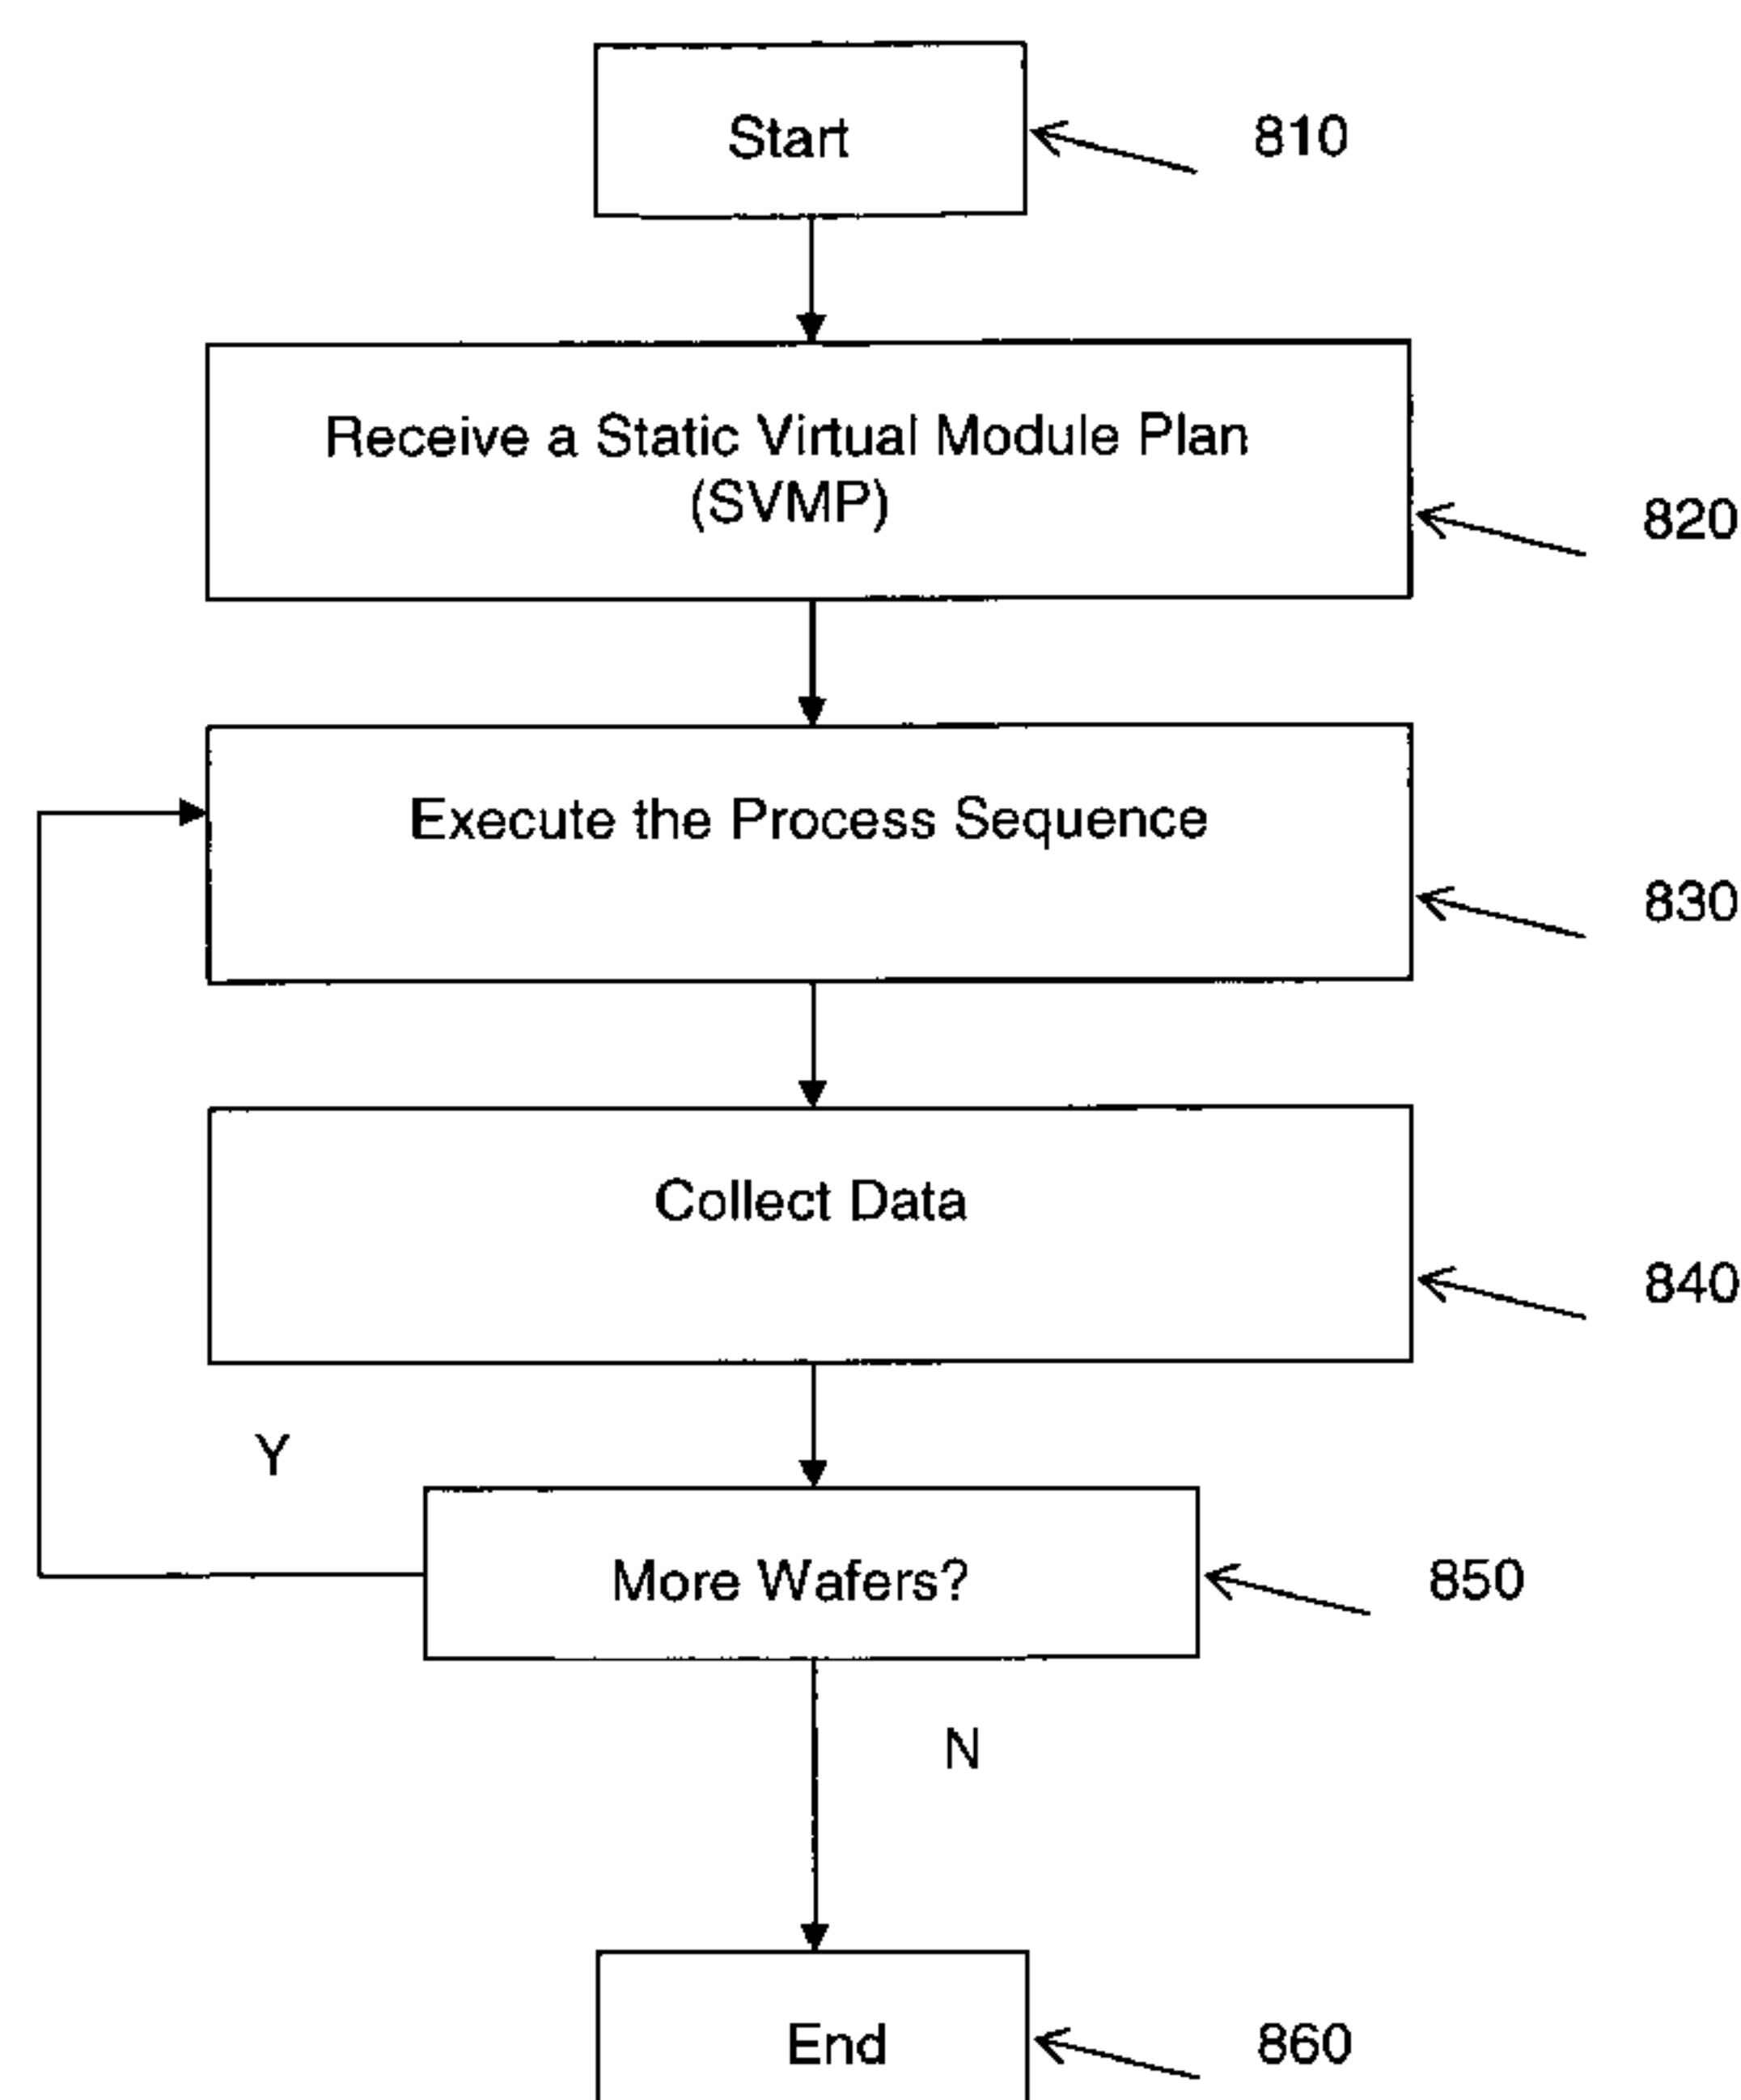 Start
810
Receive a Static Virtual Module Plan
(SVMP)
820
Execute the Process Sequence
830
Collect Data
840
Y
More Wafers?
850
N
End
860